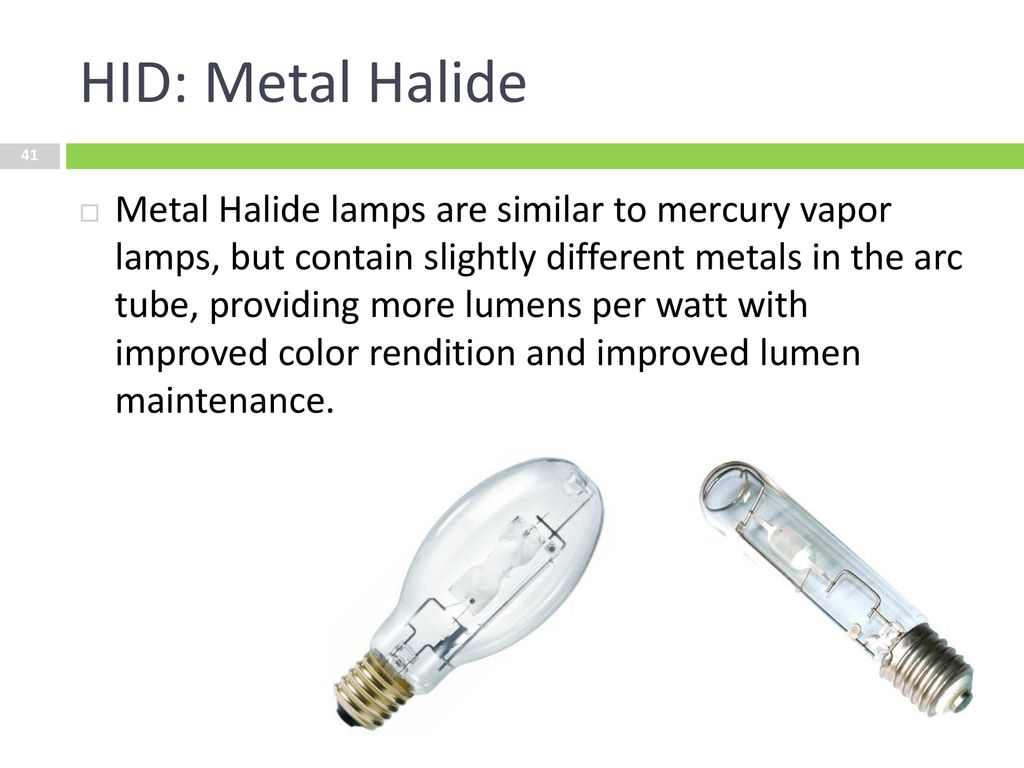 HID: Metal Halide
41
Metal Halide lamps are similar to mercury vapor
lamps, but contain slightly different metals in the arc
tube, providing more lumens per watt with
improved color rendition and improved lumen
maintenance.